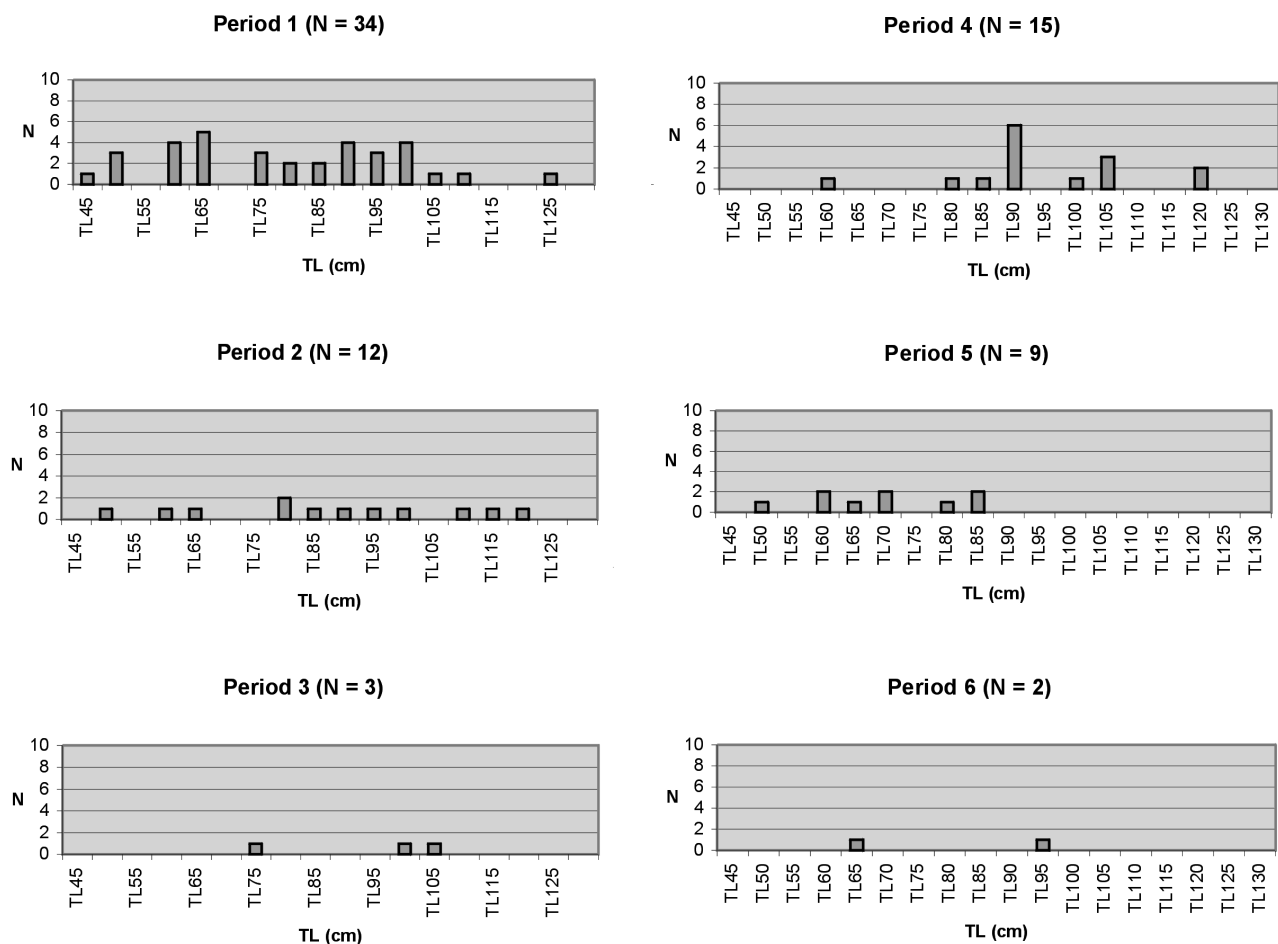 Period 1 (N = 34)
10
8
6
4
2
0
N
TL45
TL55
TL65
TL75
TL85
TL95
TL105
TL115
TL125
TL (cm)
Period 4 (N = 15)
10
8
6
4
2
0
N
TL45
TL50
TL55
TL60
TL65
TL70
TL75
TL80
TL85
TL90
TL95
TL100
TL105
TL110
TL115
TL120
TL125
TL130
TL (cm)
Period 2 (N = 12)
10
8
6
4
2
0
N
TL45
TL55
TL65
TL75
TL85
TL95
TL105
TL115
TL125
TL (cm)
Period 5 (N = 9)
10
8
6
4
2
0
N
TL45
TL50
TL55
TL60
TL65
TL70
TL75
TL80
TL85
TL90
TL95
TL100
TL105
TL110
TL115
TL120
TL125
TL130
TL (cm)
Period 3 (N = 3)
10
8
6
4
2
0
N
TL45
TL55
TL65
TL75
TL85
TL95
TL105
TL115
TL125
TL (cm)
Period 6 (N = 2)
10
8
6
4
2
0
N
TL45
TL50
TL55
TL60
TL65
TL70
TL75
TL80
TL85
TL90
TL95
TL100
TL105
TL110
TL115
TL120
TL125
TL130
TL (cm)